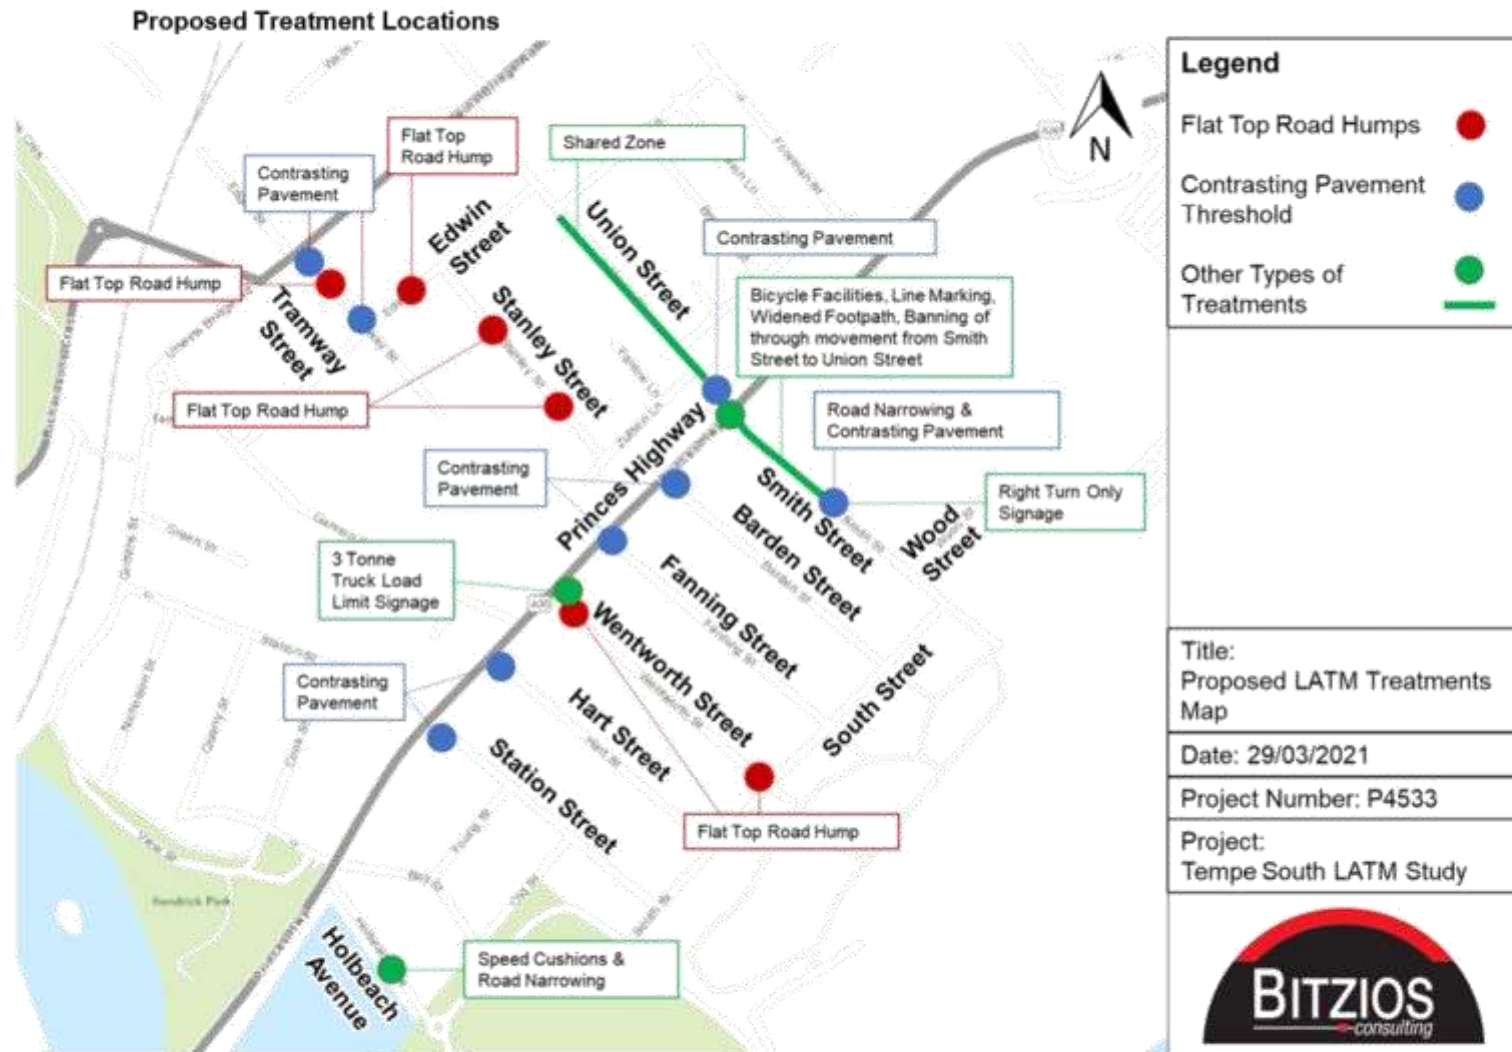 Proposed Treatment Locations
Flat Top
Road Hump
Contrasting
Pavement
Shared Zone
Edwin
Street
Union Street
Contrasting Pavement
Flat Top Road Hump
Tramway
Street
Stanley Street
Bicycle Facilities, Line Marking,
Widened Footpath, Banning of
through movement from Smith
Street to Union Street
Flat Top Road Hump
Road Narrowing &
Contrasting Pavement
Princes Highway
Contrasting
Pavement
Smith Street
Right Turn Only
Signage
Wood
Street
Barden Street
3 Tonne
Truck Load
Limit Signage
Fanning Street
Wentworth Street
Contrasting
Pavement
South Street
Hart Street
Station Street
Flat Top Road Hump
Kendrick Park
Holbeach
Avenue
Speed Cushions &
Road Narrowing
N
Legend
Flat Top Road Humps
Contrasting Pavement
Threshold
Other Types of
Treatments
Title:
Proposed LATM Treatments
Map
Date: 29/03/2021
Project Number: P4533
Project:
Tempe South LATM Study
BITZIOS
consulting